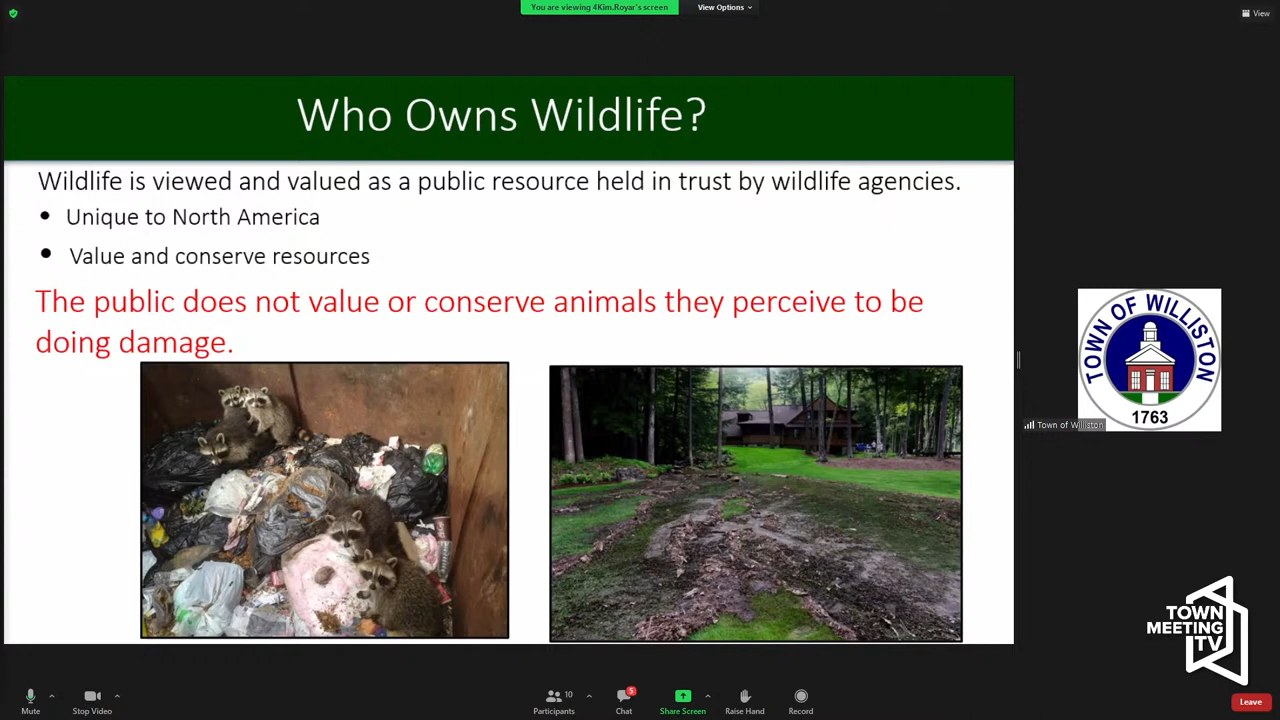 You are viewing 4Kim.Royar's screen
View Options
View
Who Owns Wildlife?
Wildlife is viewed and valued as a public resource held in trust by wildlife agencies.
• Unique to North America
• Value and conserve resources
The public does not value or conserve animals they perceive to be
doing damage.
TOWN OF WILLISTON
1763
Town of Williston
TOWN
MEETING
TV
Mute
Stop Video
Participants
10
Chat
5
Share Screen
Raise Hand
Record
Leave